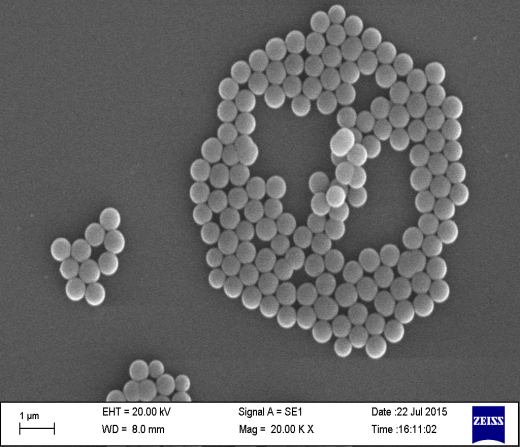 1 µm
EHT = 20.00 kV
Signal A = SE1
Date :22 Jul 2015
WD = 8.0 mm
Mag = 20.00 K X
Time :16:11:02
ZEISS